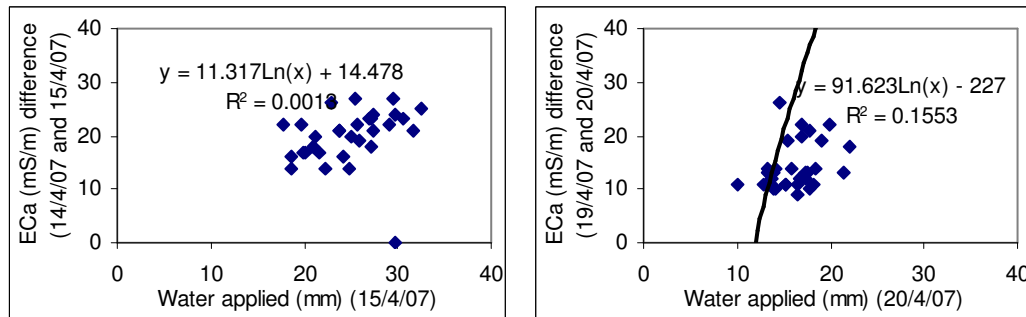 ECa (mS/m) difference
(14/4/07 and 15/4/07)
40
30
20
10
0
y = 11.317Ln(x) + 14.478
R² = 0.0013
0 10 20 30 40
Water applied (mm) (15/4/07)
ECa (mS/m) difference
(19/4/07 and 20/4/07)
40
30
20
10
0
y = 91.623Ln(x) - 227
R² = 0.1553
0 10 20 30 40
Water applied (mm) (20/4/07)